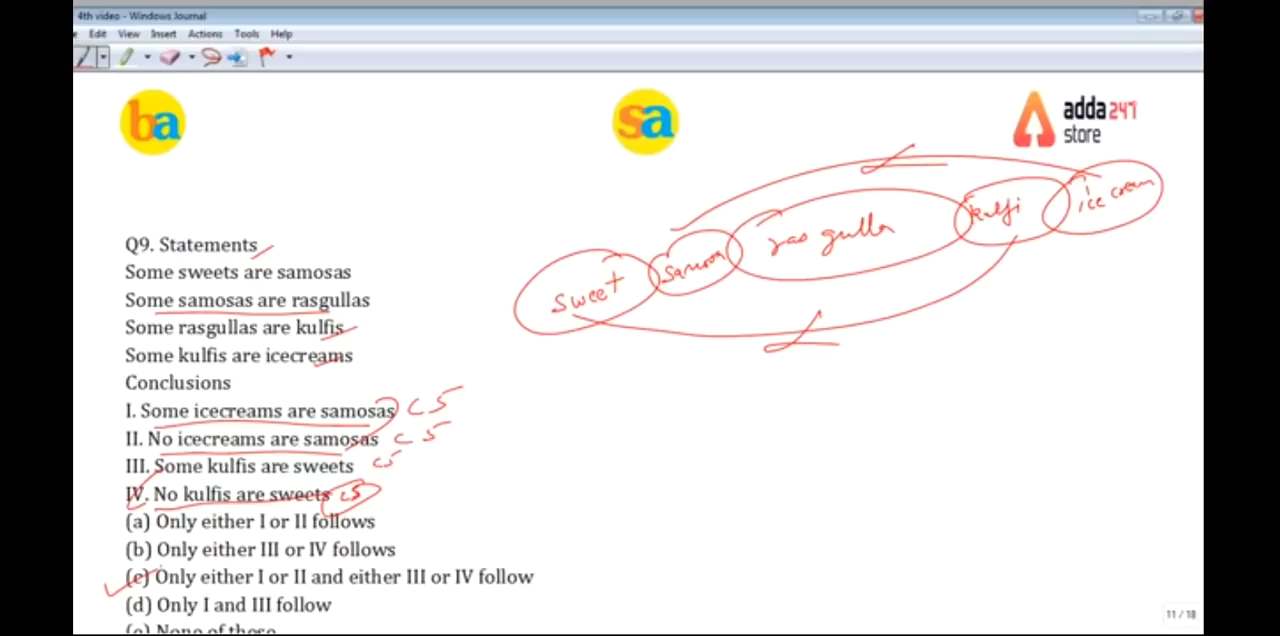 4th video - Windows Journal
Edit View Insert Actions Tools Help
ba
sa
adda247
store
Q9. Statements
Some sweets are samosas
Some samosas are rasgullas
Some rasgullas are kulfis
Some kulfis are icecreams
Conclusions
I. Some icecreams are samosas
II. No icecreams are samosas
III. Some kulfis are sweets
IV. No kulfis are sweets
(a) Only either I or II follows
(b) Only either III or IV follows
(c) Only either I or II and either III or IV follow
(d) Only I and III follow
(e) None of these
sweet
samosa
ras gulla
kulfi
ice cream
11 / 18